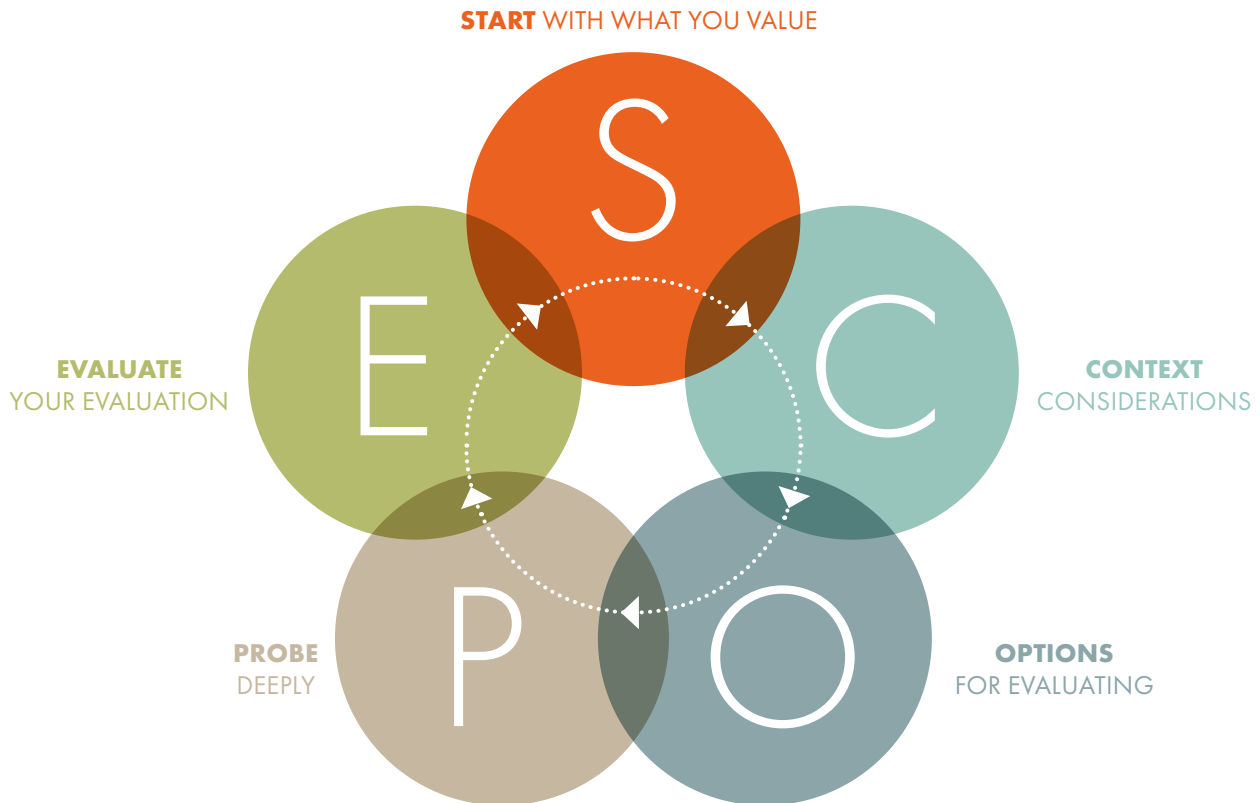 START WITH WHAT YOU VALUE
S
C
CONTEXT
CONSIDERATIONS
O
OPTIONS
FOR EVALUATING
P
PROBE
DEEPLY
E
EVALUATE
YOUR EVALUATION